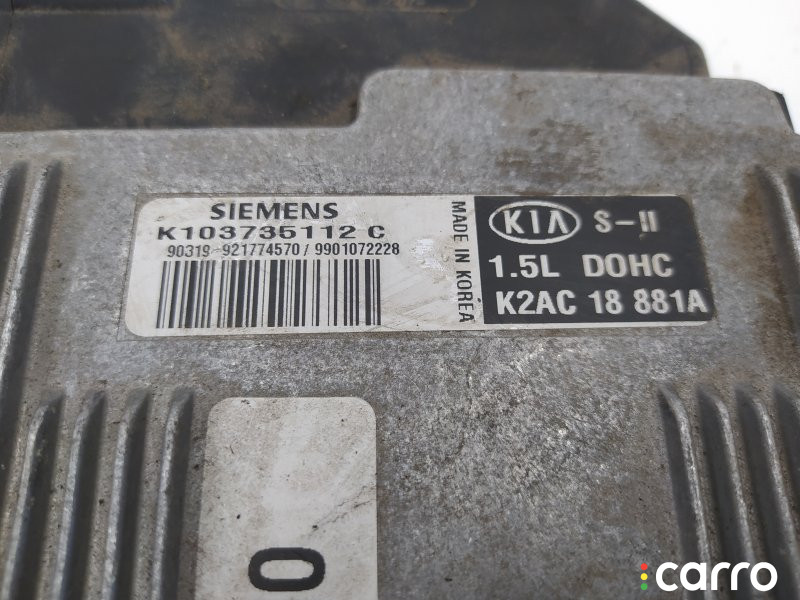 SIEMENS
K103735112 C
90319-921774570 / 9901072228
MADE IN KOREA
KIA S-II
1.5L DOHC
K2AC 18 881A
0
carro